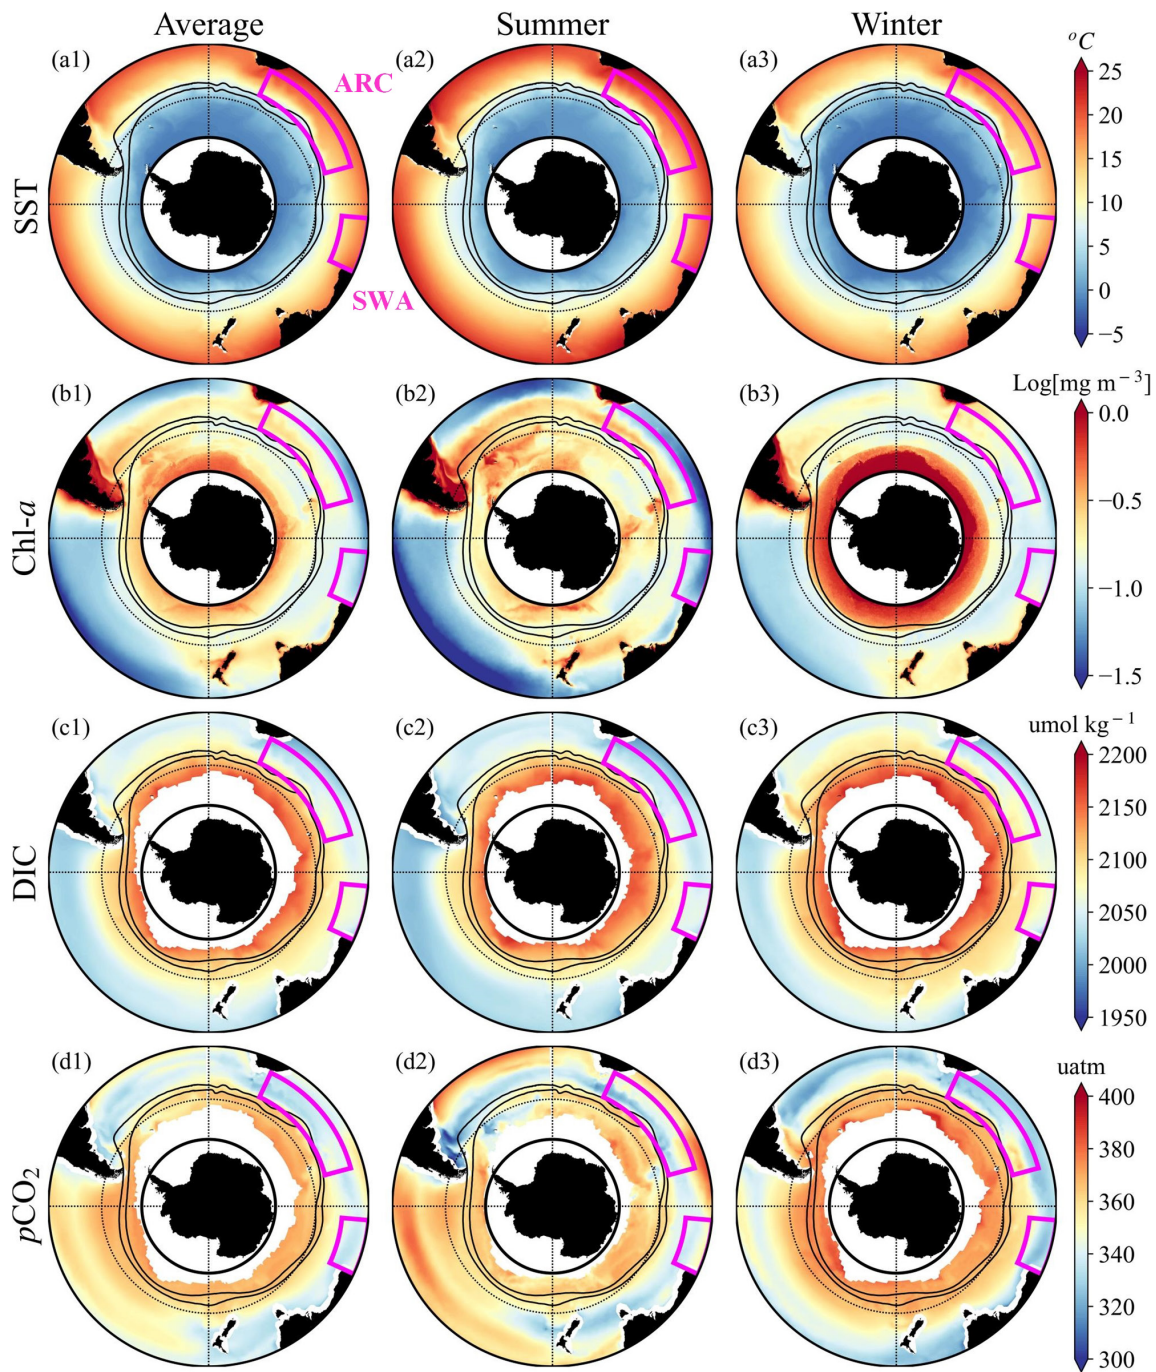 Average Summer Winter
(a1) (a2) (a3) °C
ARC
SWA
SST
25
20
15
10
5
0
−5
(b1) (b2) (b3) Log[mg m⁻³]
Chl-a
0.0
−0.5
−1.0
−1.5
(c1) (c2) (c3) umol kg⁻¹
DIC
2200
2150
2100
2050
2000
1950
(d1) (d2) (d3) uatm
pCO₂
400
380
360
340
320
300